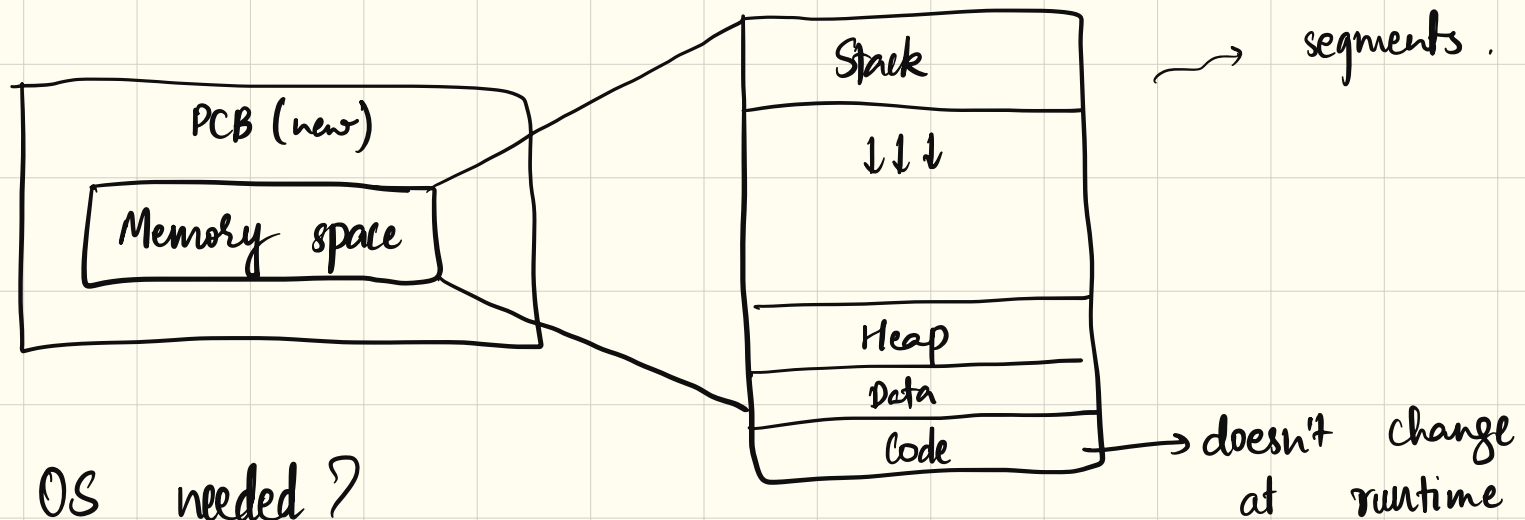 PCB (new)
Memory space
Stack
↓↓↓
Heap
Data
Code
segments.
doesn't change
at runtime
OS needed?